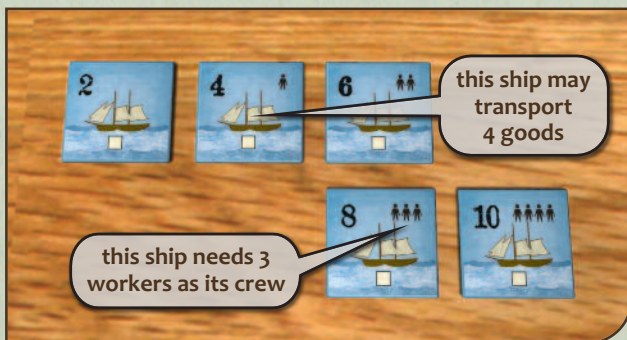 2
4
6
this ship may
transport
4 goods
8
10
this ship needs 3
workers as its crew